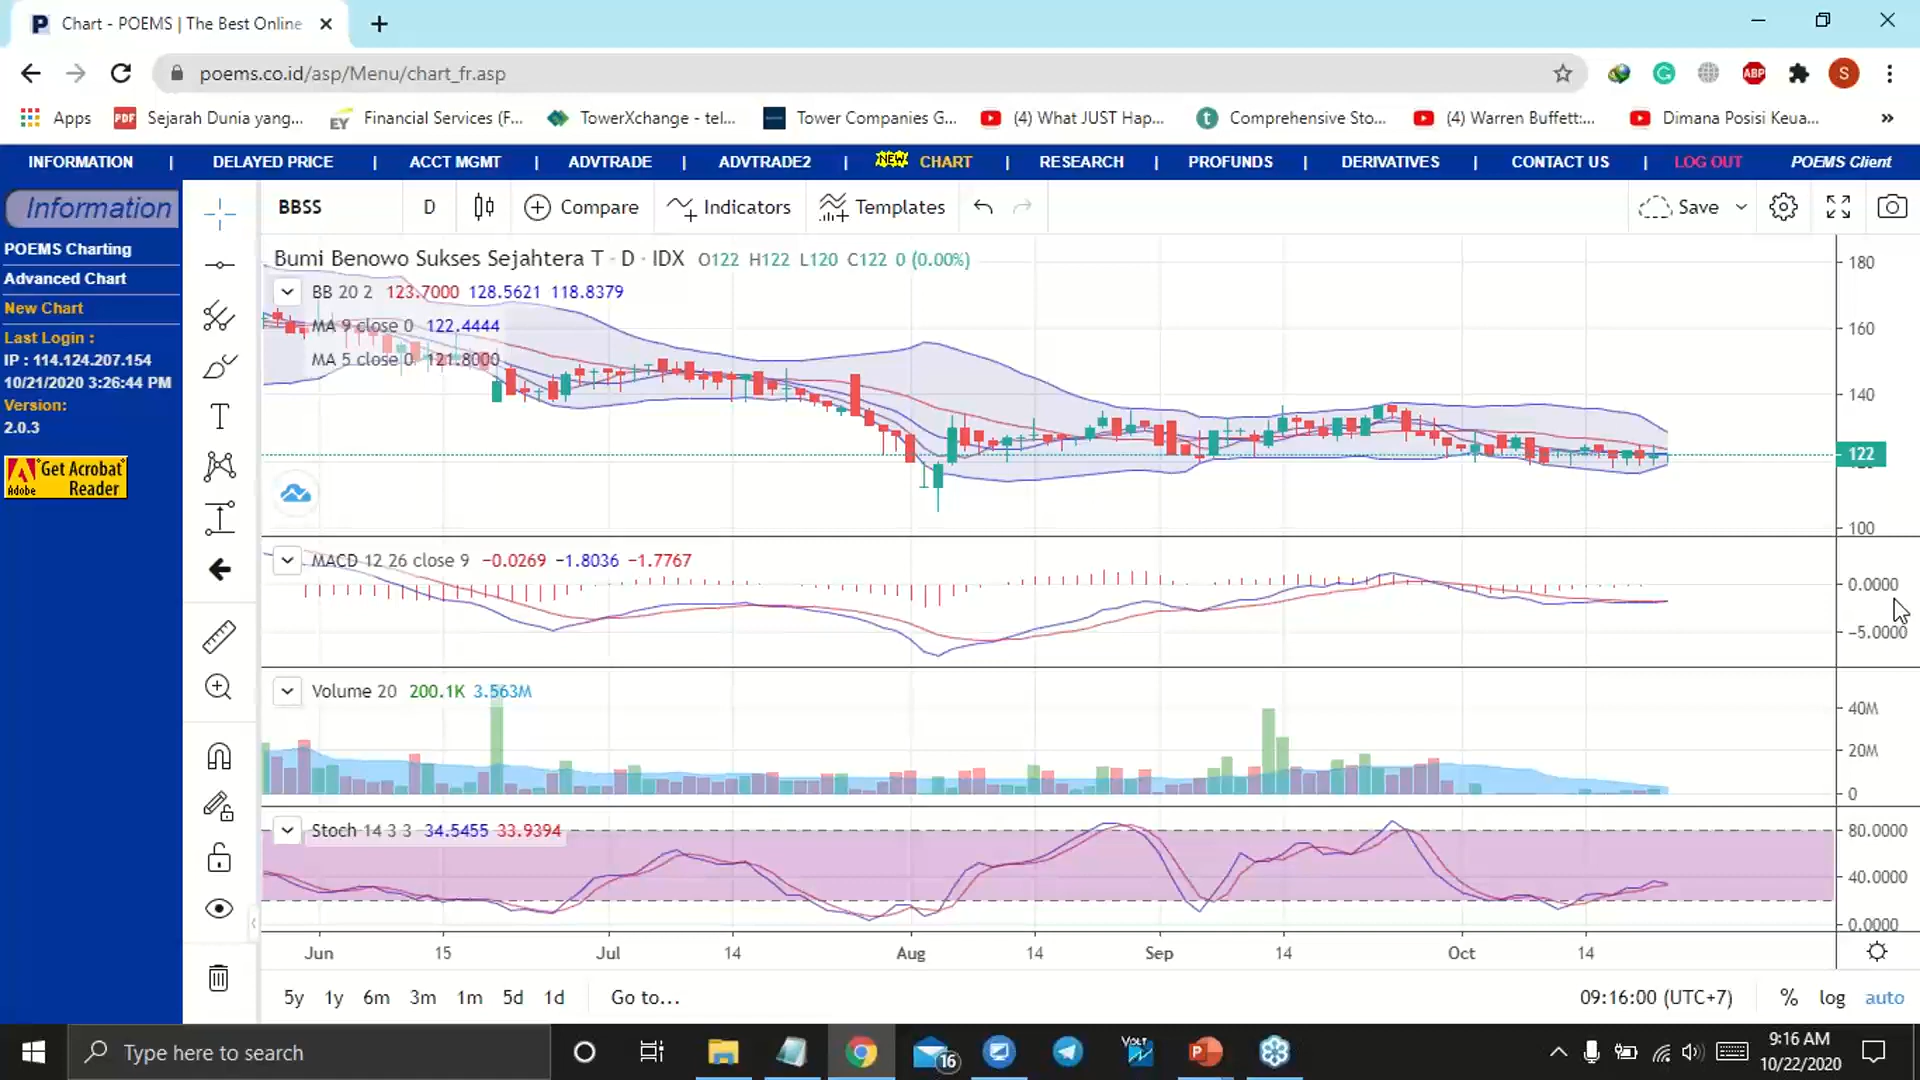 Chart - POEMS | The Best Online
poems.co.id/asp/Menu/chart_fr.asp
ABP
S
Apps
PDF
Sejarah Dunia yang...
EY
Financial Services (F...
TowerXchange - tel...
Tower Companies G...
(4) What JUST Hap...
Comprehensive Sto...
(4) Warren Buffett:...
Dimana Posisi Keua...
»
INFORMATION | DELAYED PRICE | ACCT MGMT | ADVTRADE | ADVTRADE2 | NEW CHART | RESEARCH | PROFUNDS | DERIVATIVES | CONTACT US | LOG OUT POEMS Client
Information
POEMS Charting
Advanced Chart
New Chart
Last Login :
IP : 114.124.207.154
10/21/2020 3:26:44 PM
Version:
2.0.3
Get Acrobat
Reader
Adobe
BBSS
D
Compare
Indicators
Templates
Save
Bumi Benowo Sukses Sejahtera T · D · IDX O122 H122 L120 C122 0 (0.00%)
BB 20 2 123.7000 128.5621 118.8379
MA 9 close 0 122.4444
MA 5 close 0 121.8000
180
160
140
122
100
MACD 12 26 close 9 −0.0269 −1.8036 −1.7767
0.0000
−5.0000
Volume 20 200.1K 3.563M
40M
20M
0
Stoch 14 3 3 34.5455 33.9394
80.0000
40.0000
0.0000
Jun 15 Jul 14 Aug 14 Sep 14 Oct 14
5y 1y 6m 3m 1m 5d 1d Go to...
09:16:00 (UTC+7) % log auto
Type here to search
16
VOLT
9:16 AM
10/22/2020